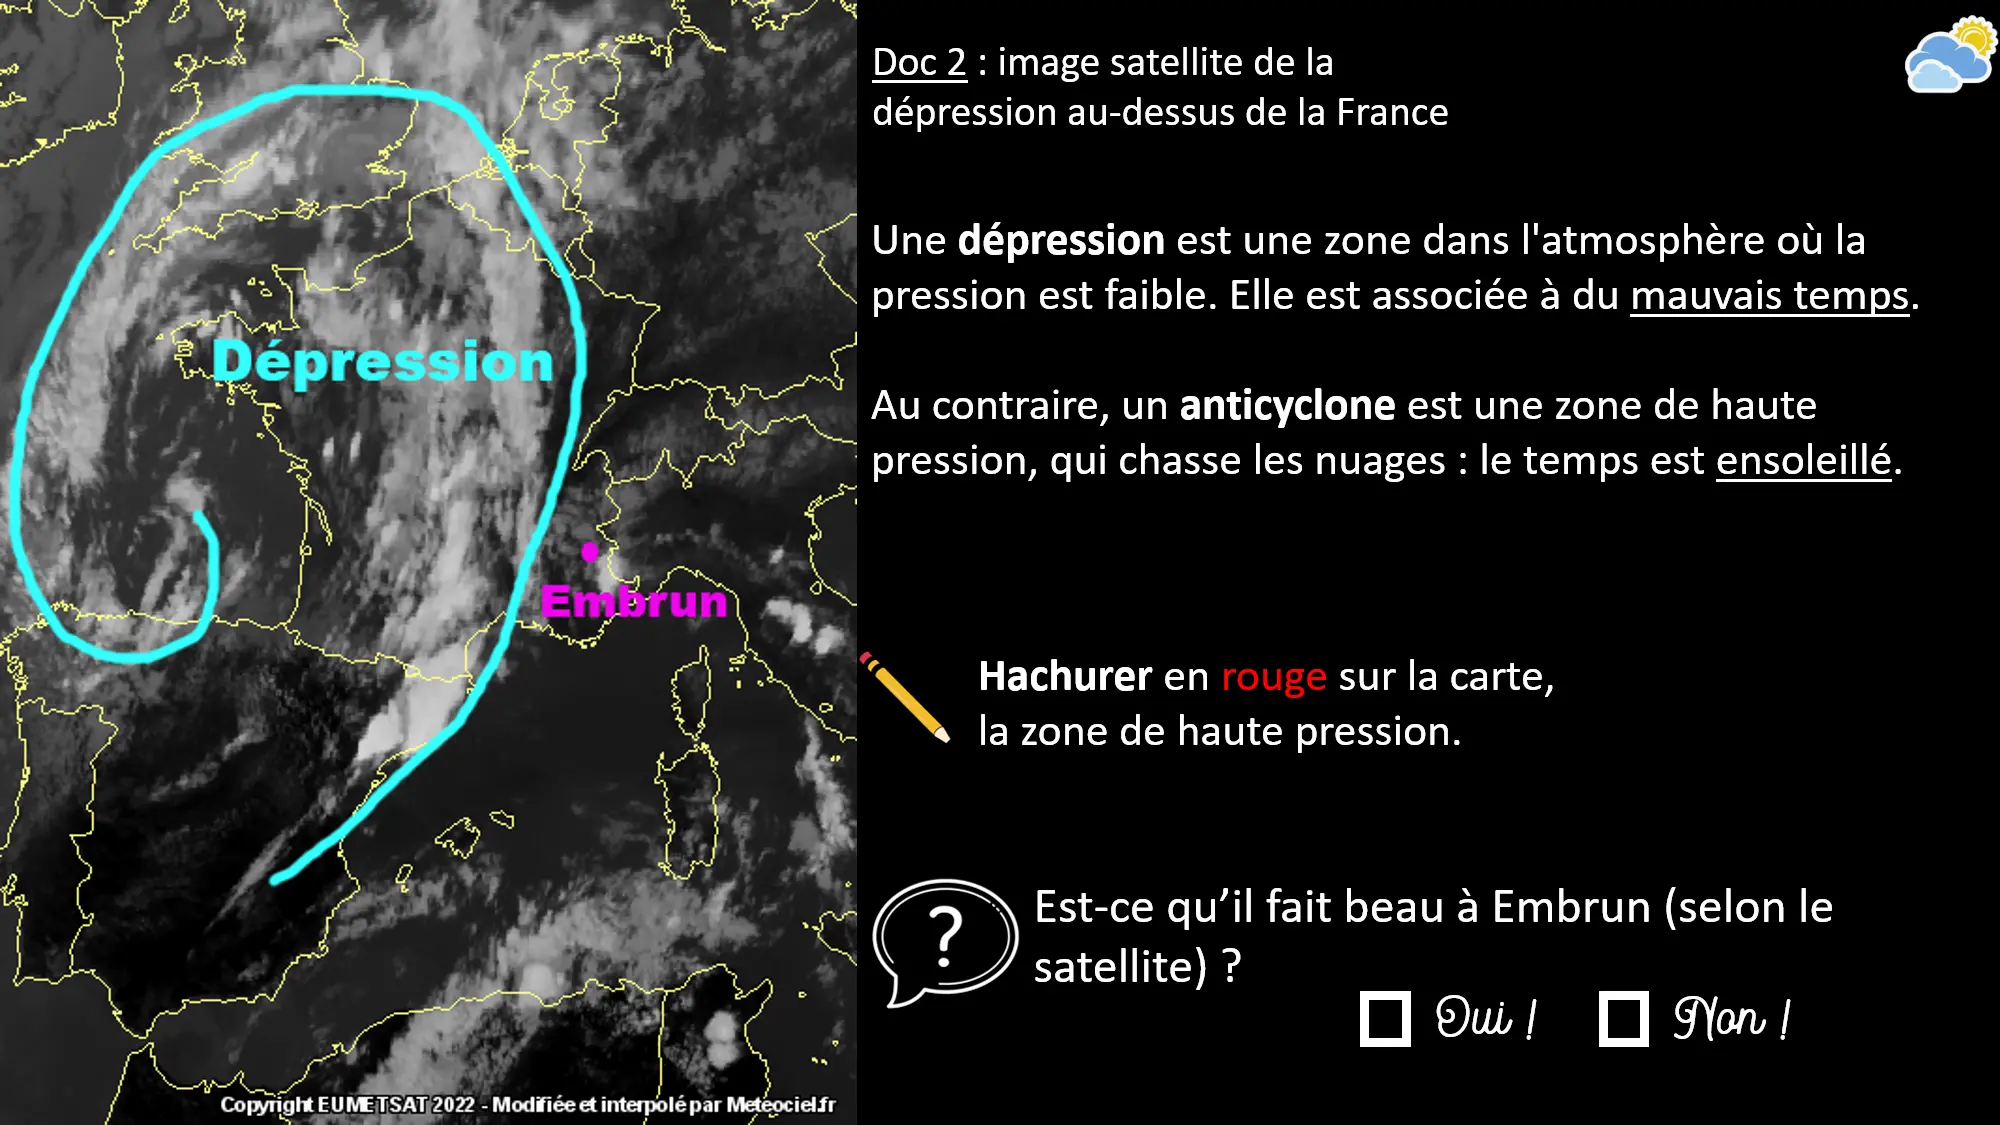 Dépression
Embrun
Copyright EUMETSAT 2022 - Modifiée et interpolé par Meteociel.fr
Doc 2 : image satellite de la
dépression au-dessus de la France
Une dépression est une zone dans l'atmosphère où la
pression est faible. Elle est associée à du mauvais temps.
Au contraire, un anticyclone est une zone de haute
pression, qui chasse les nuages : le temps est ensoleillé.
Hachurer en rouge sur la carte,
la zone de haute pression.
?
Est-ce qu’il fait beau à Embrun (selon le
satellite) ?
Oui ! Non !